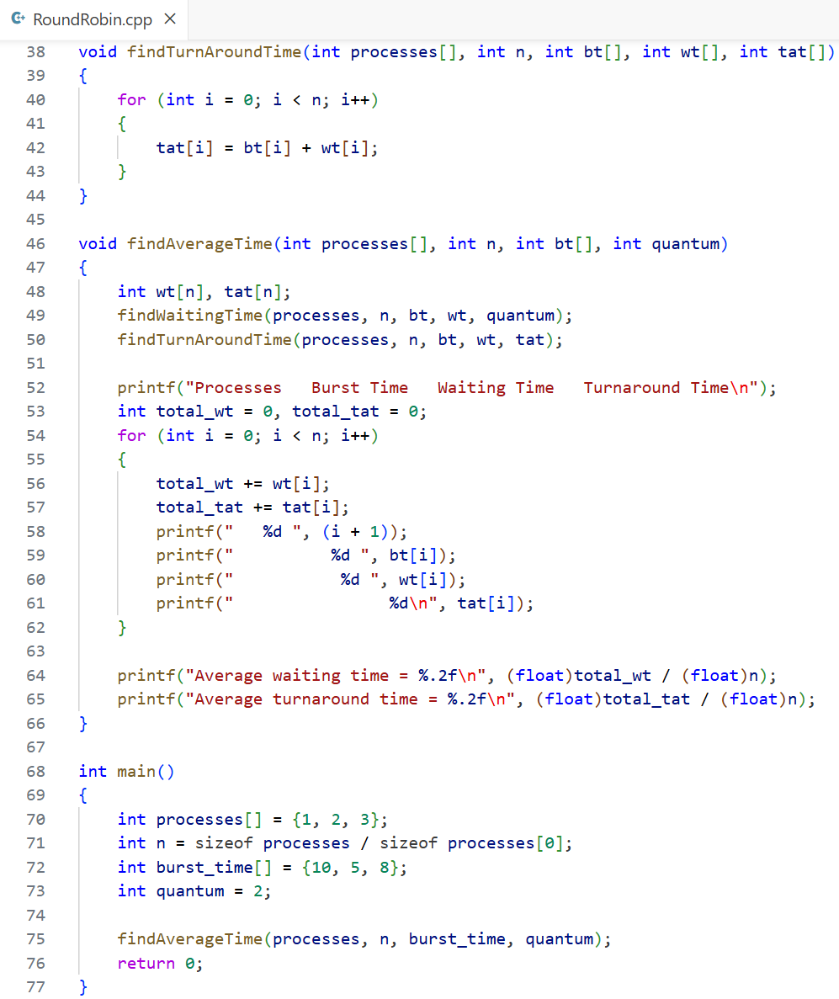 RoundRobin.cpp
38 void findTurnAroundTime(int processes[], int n, int bt[], int wt[], int tat[])
39 {
40     for (int i = 0; i < n; i++)
41     {
42         tat[i] = bt[i] + wt[i];
43     }
44 }
45
46 void findAverageTime(int processes[], int n, int bt[], int quantum)
47 {
48     int wt[n], tat[n];
49     findWaitingTime(processes, n, bt, wt, quantum);
50     findTurnAroundTime(processes, n, bt, wt, tat);
51
52     printf("Processes   Burst Time   Waiting Time   Turnaround Time\n");
53     int total_wt = 0, total_tat = 0;
54     for (int i = 0; i < n; i++)
55     {
56         total_wt += wt[i];
57         total_tat += tat[i];
58         printf("   %d ", (i + 1));
59         printf("          %d ", bt[i]);
60         printf("           %d ", wt[i]);
61         printf("                %d\n", tat[i]);
62     }
63
64     printf("Average waiting time = %.2f\n", (float)total_wt / (float)n);
65     printf("Average turnaround time = %.2f\n", (float)total_tat / (float)n);
66 }
67
68 int main()
69 {
70     int processes[] = {1, 2, 3};
71     int n = sizeof processes / sizeof processes[0];
72     int burst_time[] = {10, 5, 8};
73     int quantum = 2;
74
75     findAverageTime(processes, n, burst_time, quantum);
76     return 0;
77 }